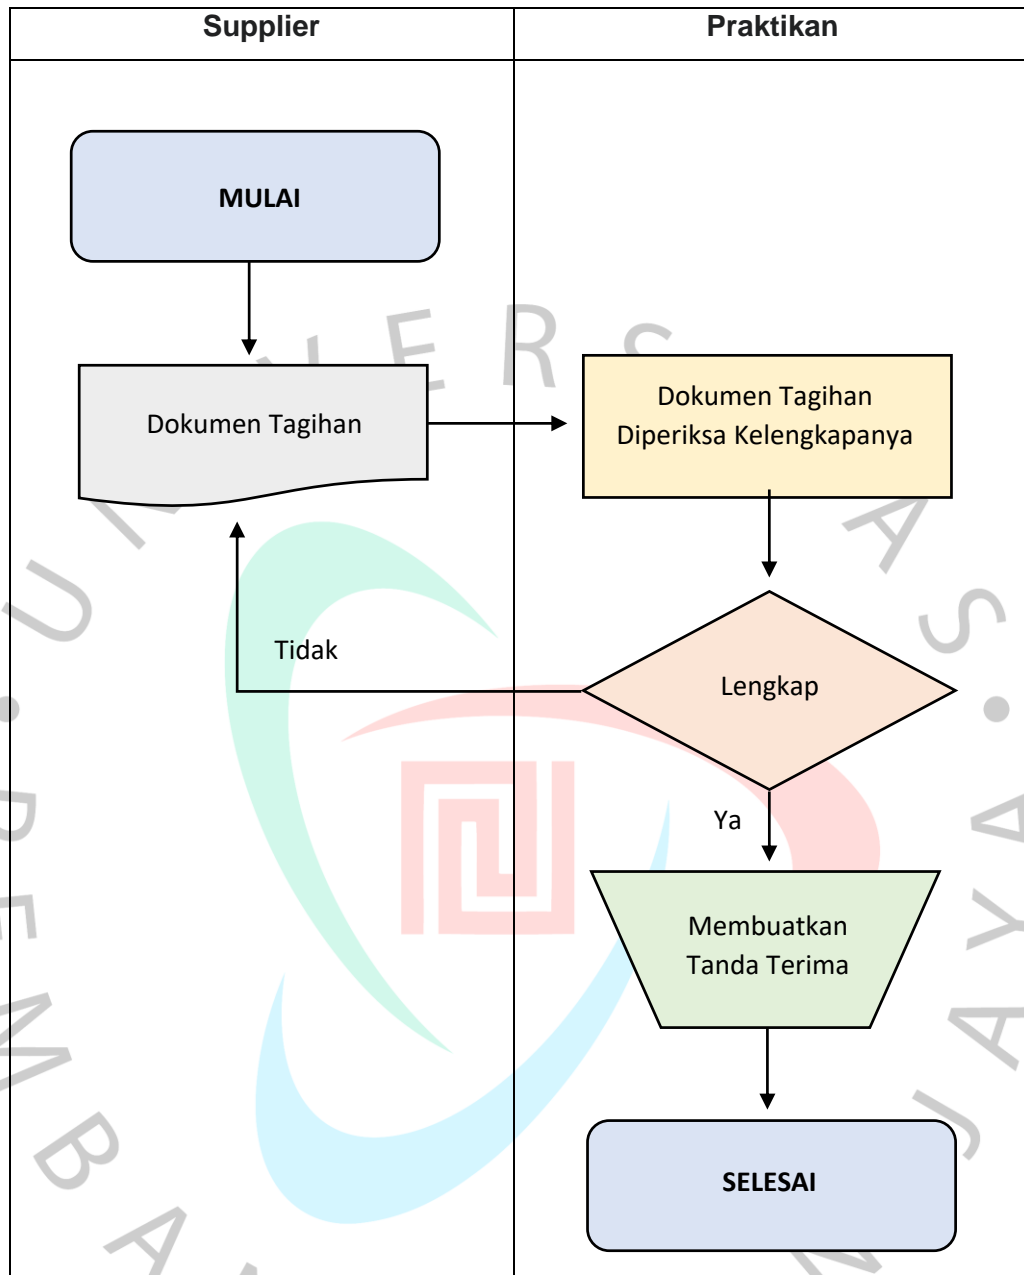 Supplier
Praktikan
MULAI
Dokumen Tagihan
Dokumen Tagihan
Diperiksa Kelengkapanya
Tidak
Lengkap
Ya
Membuatkan
Tanda Terima
SELESAI